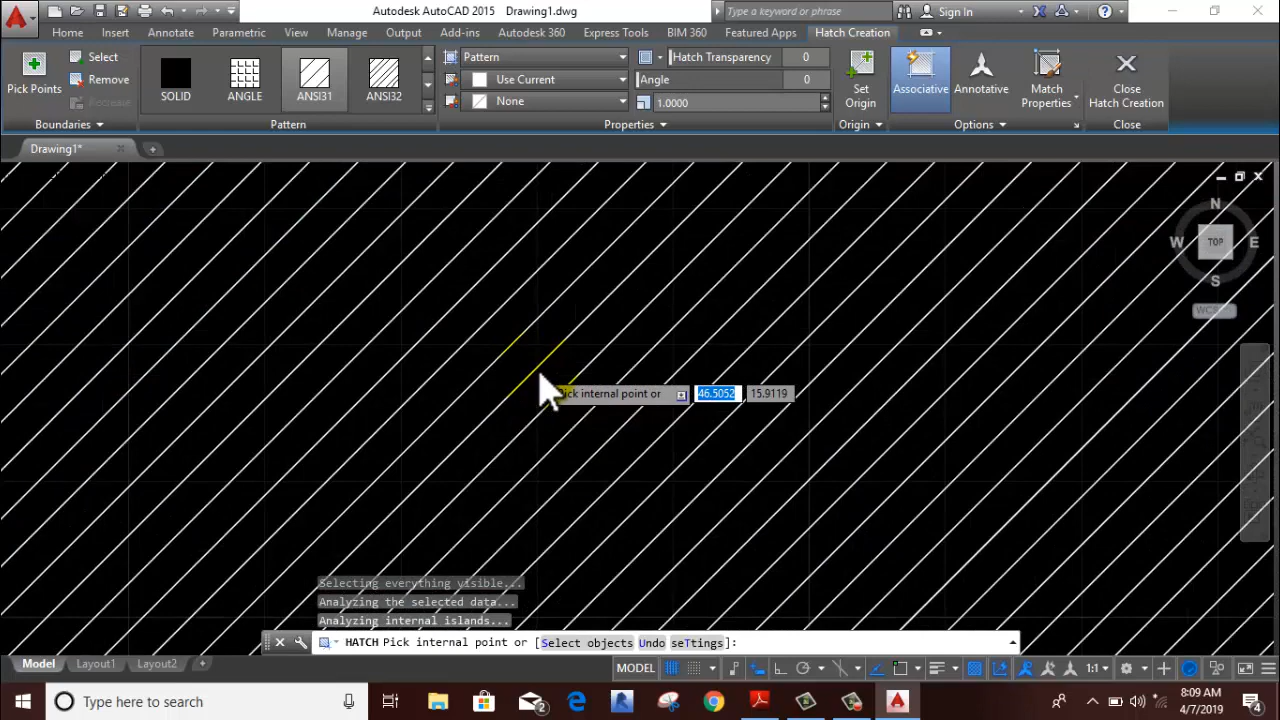 Autodesk AutoCAD 2015 Drawing1.dwg
Type a keyword or phrase
Sign In
Home Insert Annotate Parametric View Manage Output Add-ins Autodesk 360 Express Tools BIM 360 Featured Apps Hatch Creation
Pick Points
Select
Remove
Recreate
Boundaries
SOLID ANGLE ANSI31 ANSI32
Pattern
Pattern
Use Current
None
Hatch Transparency 0
Angle 0
1.0000
Properties
Set
Origin
Origin
Associative Annotative
Match
Properties
Options
Close
Hatch Creation
Close
Drawing1*
N
W TOP E
S
WCS
Pick internal point or 46.5052 15.9119
Selecting everything visible...
Analyzing the selected data...
Analyzing internal islands...
HATCH Pick internal point or [Select objects Undo seTtings]:
Model Layout1 Layout2
MODEL 1:1
Type here to search
2
8:09 AM
4/7/2019
4